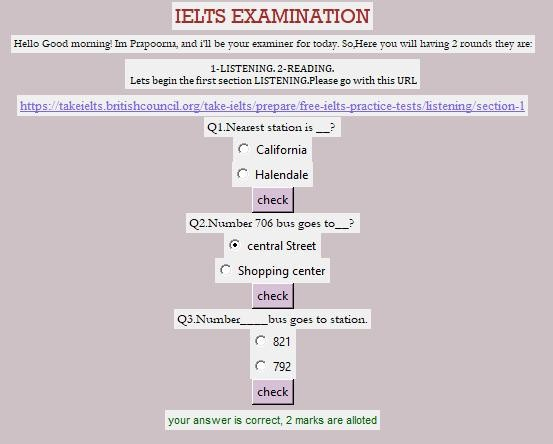 IELTS EXAMINATION
Hello Good morning! Im Prapoorna, and i'll be your examiner for today. So,Here you will having 2 rounds they are:
1-LISTENING. 2-READING.
Lets begin the first section LISTENING.Please go with this URL
https://takeielts.britishcouncil.org/take-ielts/prepare/free-ielts-practice-tests/listening/section-1
Q1.Nearest station is __?
California
Halendale
check
Q2.Number 706 bus goes to__?
central Street
Shopping center
check
Q3.Number____bus goes to station.
821
792
check
your answer is correct, 2 marks are alloted